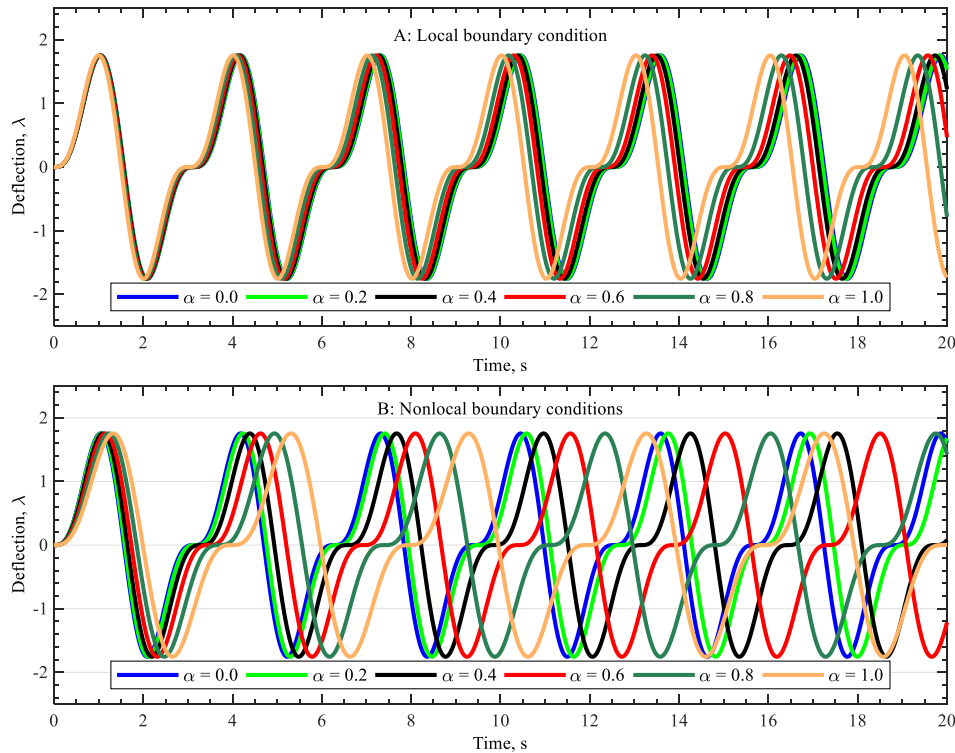 A: Local boundary condition
Deflection, λ
2
1
0
-1
-2
α = 0.0 α = 0.2 α = 0.4 α = 0.6 α = 0.8 α = 1.0
0 2 4 6 8 10 12 14 16 18 20
Time, s
B: Nonlocal boundary conditions
Deflection, λ
2
1
0
-1
-2
α = 0.0 α = 0.2 α = 0.4 α = 0.6 α = 0.8 α = 1.0
0 2 4 6 8 10 12 14 16 18 20
Time, s